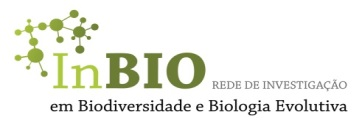 InBIO REDE DE INVESTIGAÇÃO
em Biodiversidade e Biologia Evolutiva